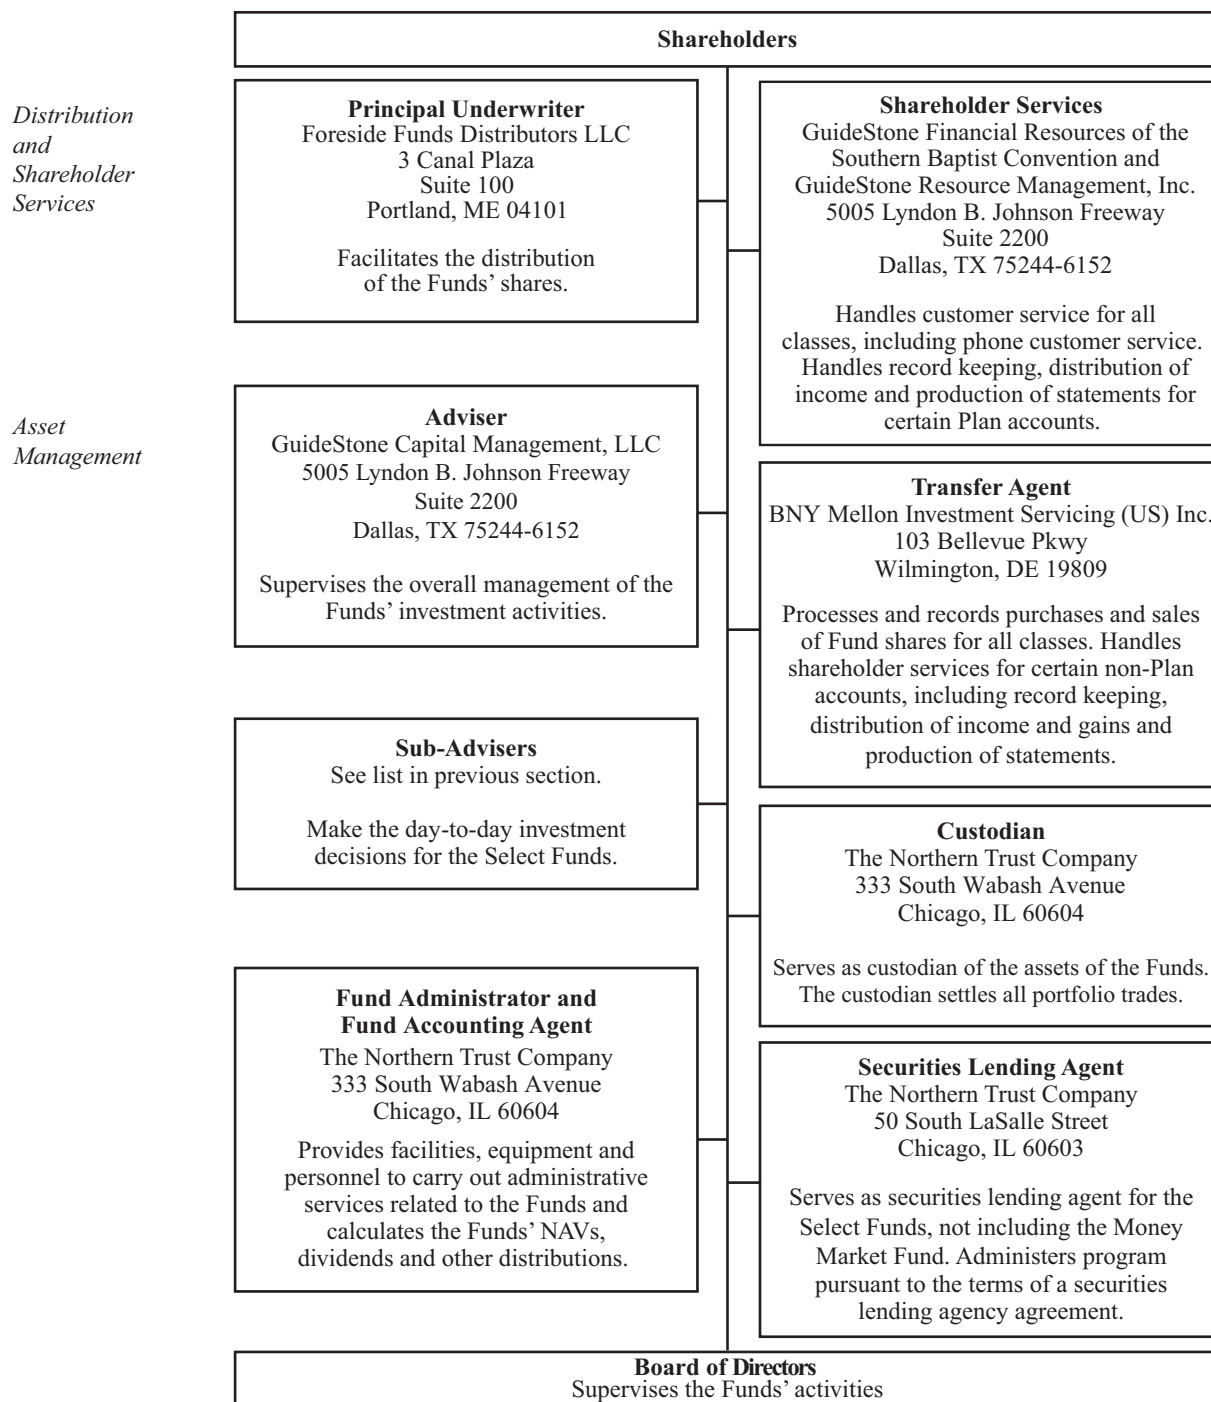 Shareholders
Distribution
and
Shareholder
Services
Principal Underwriter
Foreside Funds Distributors LLC
3 Canal Plaza
Suite 100
Portland, ME 04101
Facilitates the distribution
of the Funds’ shares.
Shareholder Services
GuideStone Financial Resources of the
Southern Baptist Convention and
GuideStone Resource Management, Inc.
5005 Lyndon B. Johnson Freeway
Suite 2200
Dallas, TX 75244-6152
Handles customer service for all
classes, including phone customer service.
Handles record keeping, distribution of
income and production of statements for
certain Plan accounts.
Asset
Management
Adviser
GuideStone Capital Management, LLC
5005 Lyndon B. Johnson Freeway
Suite 2200
Dallas, TX 75244-6152
Supervises the overall management of the
Funds’ investment activities.
Transfer Agent
BNY Mellon Investment Servicing (US) Inc.
103 Bellevue Pkwy
Wilmington, DE 19809
Processes and records purchases and sales
of Fund shares for all classes. Handles
shareholder services for certain non-Plan
accounts, including record keeping,
distribution of income and gains and
production of statements.
Sub-Advisers
See list in previous section.
Make the day-to-day investment
decisions for the Select Funds.
Custodian
The Northern Trust Company
333 South Wabash Avenue
Chicago, IL 60604
Serves as custodian of the assets of the Funds.
The custodian settles all portfolio trades.
Fund Administrator and
Fund Accounting Agent
The Northern Trust Company
333 South Wabash Avenue
Chicago, IL 60604
Provides facilities, equipment and
personnel to carry out administrative
services related to the Funds and
calculates the Funds’ NAVs,
dividends and other distributions.
Securities Lending Agent
The Northern Trust Company
50 South LaSalle Street
Chicago, IL 60603
Serves as securities lending agent for the
Select Funds, not including the Money
Market Fund. Administers program
pursuant to the terms of a securities
lending agency agreement.
Board of Directors
Supervises the Funds’ activities